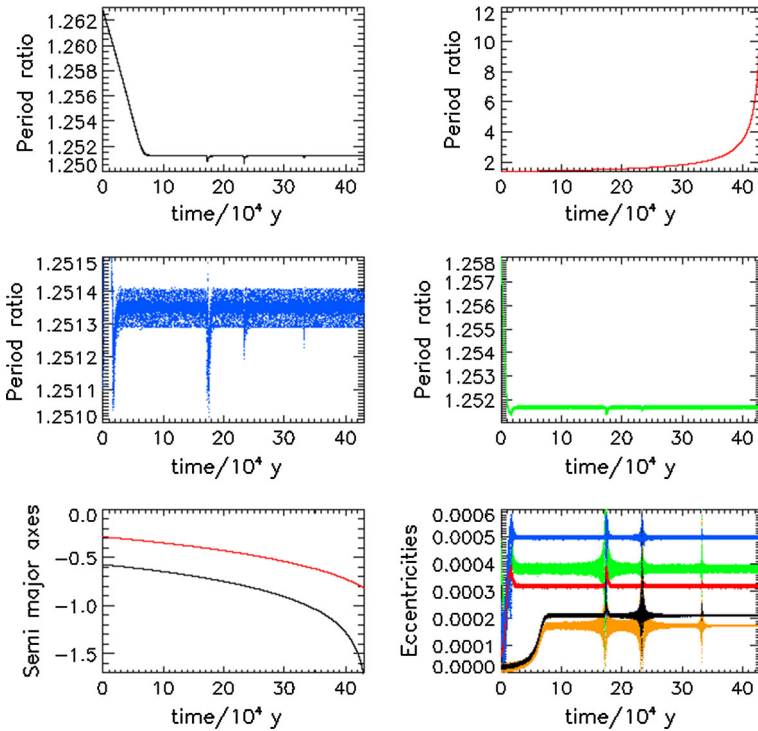 1.262
1.260
1.258
1.256
1.254
1.252
1.250
Period ratio
0 10 20 30 40
time/10⁴ y
12
10
8
6
4
2
Period ratio
0 10 20 30 40
time/10⁴ y
1.2515
1.2514
1.2513
1.2512
1.2511
1.2510
Period ratio
0 10 20 30 40
time/10⁴ y
1.258
1.257
1.256
1.255
1.254
1.253
1.252
Period ratio
0 10 20 30 40
time/10⁴ y
0.0
−0.5
−1.0
−1.5
Semi major axes
0 10 20 30 40
time/10⁴ y
0.0006
0.0005
0.0004
0.0003
0.0002
0.0001
0.0000
Eccentricities
0 10 20 30 40
time/10⁴ y